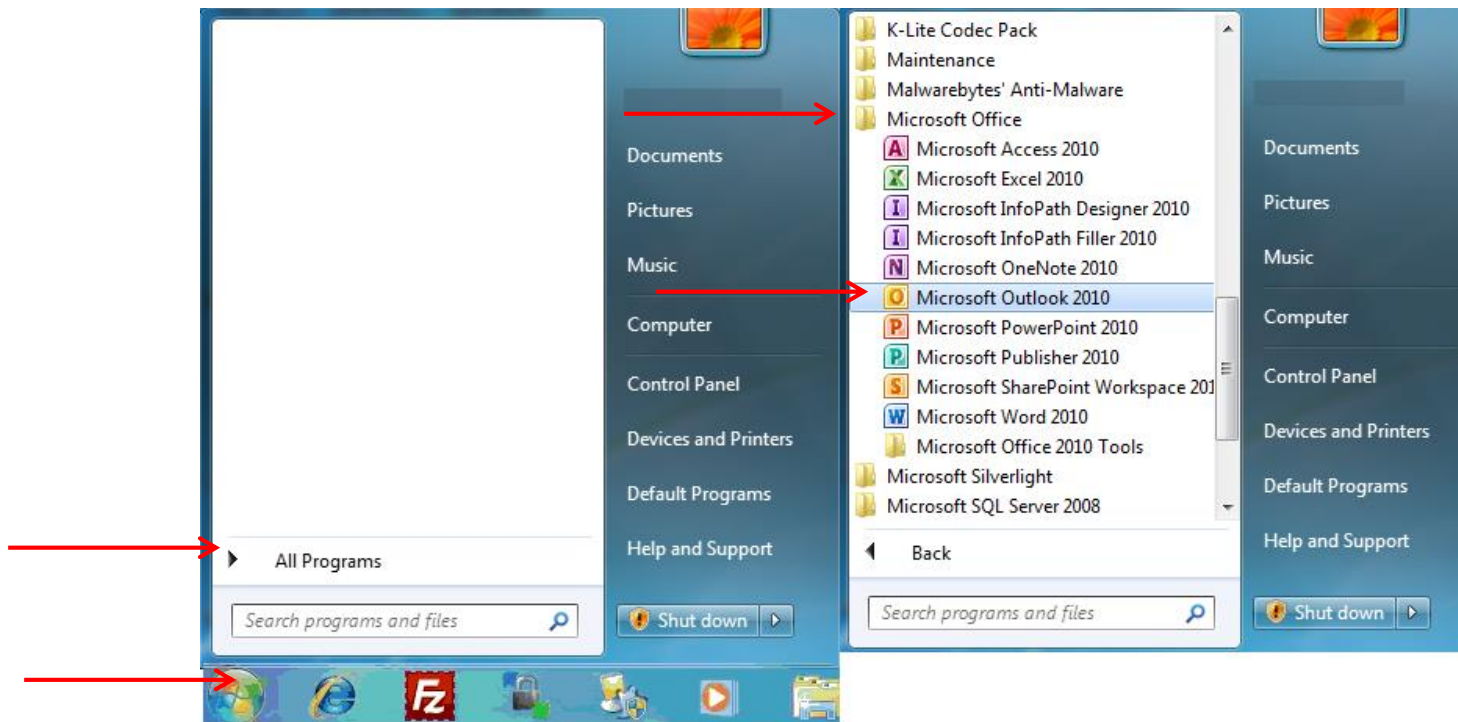 Documents
Pictures
Music
Computer
Control Panel
Devices and Printers
Default Programs
Help and Support
All Programs
Search programs and files
Shut down
Fz
K-Lite Codec Pack
Maintenance
Malwarebytes' Anti-Malware
Microsoft Office
A Microsoft Access 2010
X Microsoft Excel 2010
I Microsoft InfoPath Designer 2010
I Microsoft InfoPath Filler 2010
N Microsoft OneNote 2010
O Microsoft Outlook 2010
P Microsoft PowerPoint 2010
P Microsoft Publisher 2010
S Microsoft SharePoint Workspace 201
W Microsoft Word 2010
Microsoft Office 2010 Tools
Microsoft Silverlight
Microsoft SQL Server 2008
Back
Search programs and files
Documents
Pictures
Music
Computer
Control Panel
Devices and Printers
Default Programs
Help and Support
Shut down